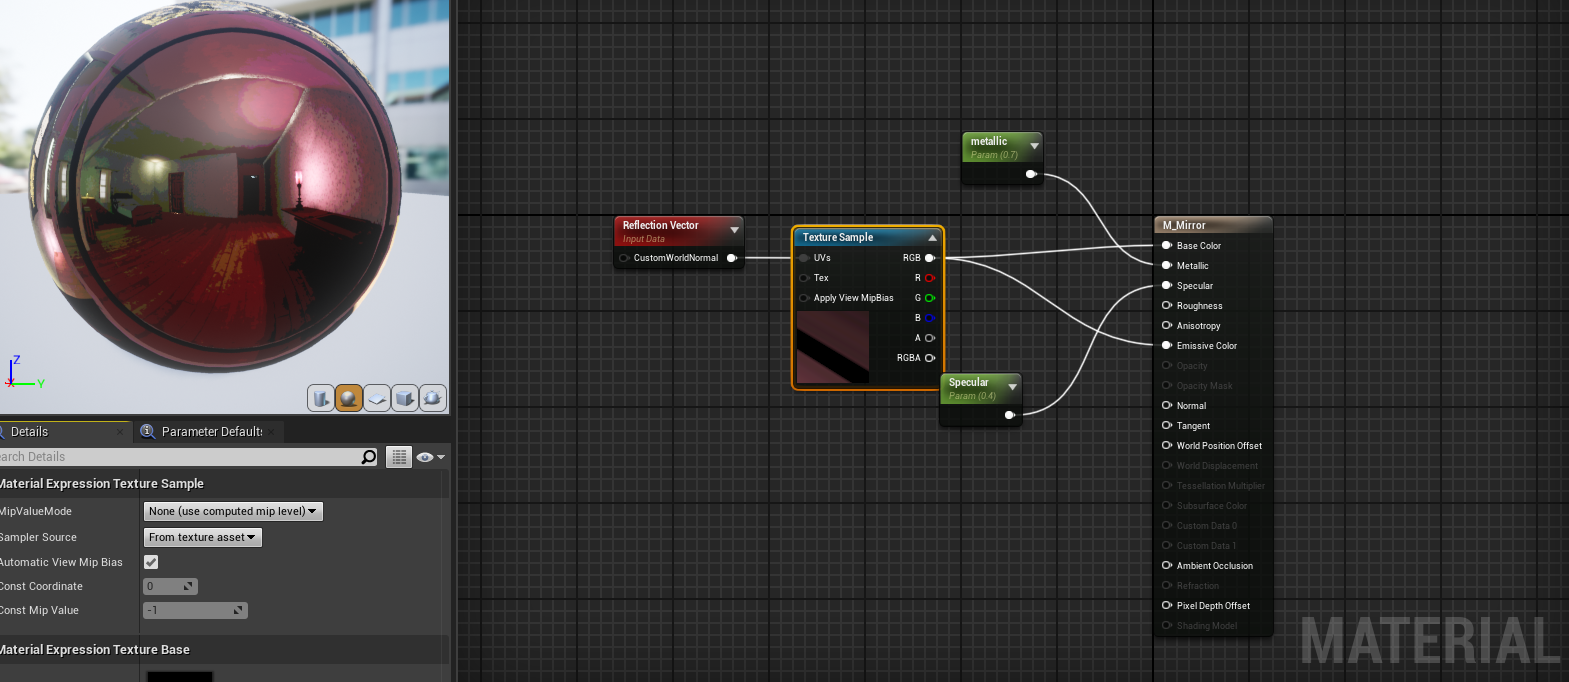 metallic
Param (0.7)
Reflection Vector
Input Data
CustomWorldNormal
Texture Sample
UVs
RGB
Tex
R
Apply View MipBias
G
B
A
RGBA
Specular
Param (0.4)
M_Mirror
Base Color
Metallic
Specular
Roughness
Anisotropy
Emissive Color
Opacity
Opacity Mask
Normal
Tangent
World Position Offset
World Displacement
Tessellation Multiplier
Subsurface Color
Custom Data 0
Custom Data 1
Ambient Occlusion
Refraction
Pixel Depth Offset
Shading Model
MATERIAL
Z
X
Y
Details
Parameter Default
earch Details
Material Expression Texture Sample
MipValueMode
None (use computed mip level)
Sampler Source
From texture asset
Automatic View Mip Bias
Const Coordinate
0
Const Mip Value
-1
Material Expression Texture Base